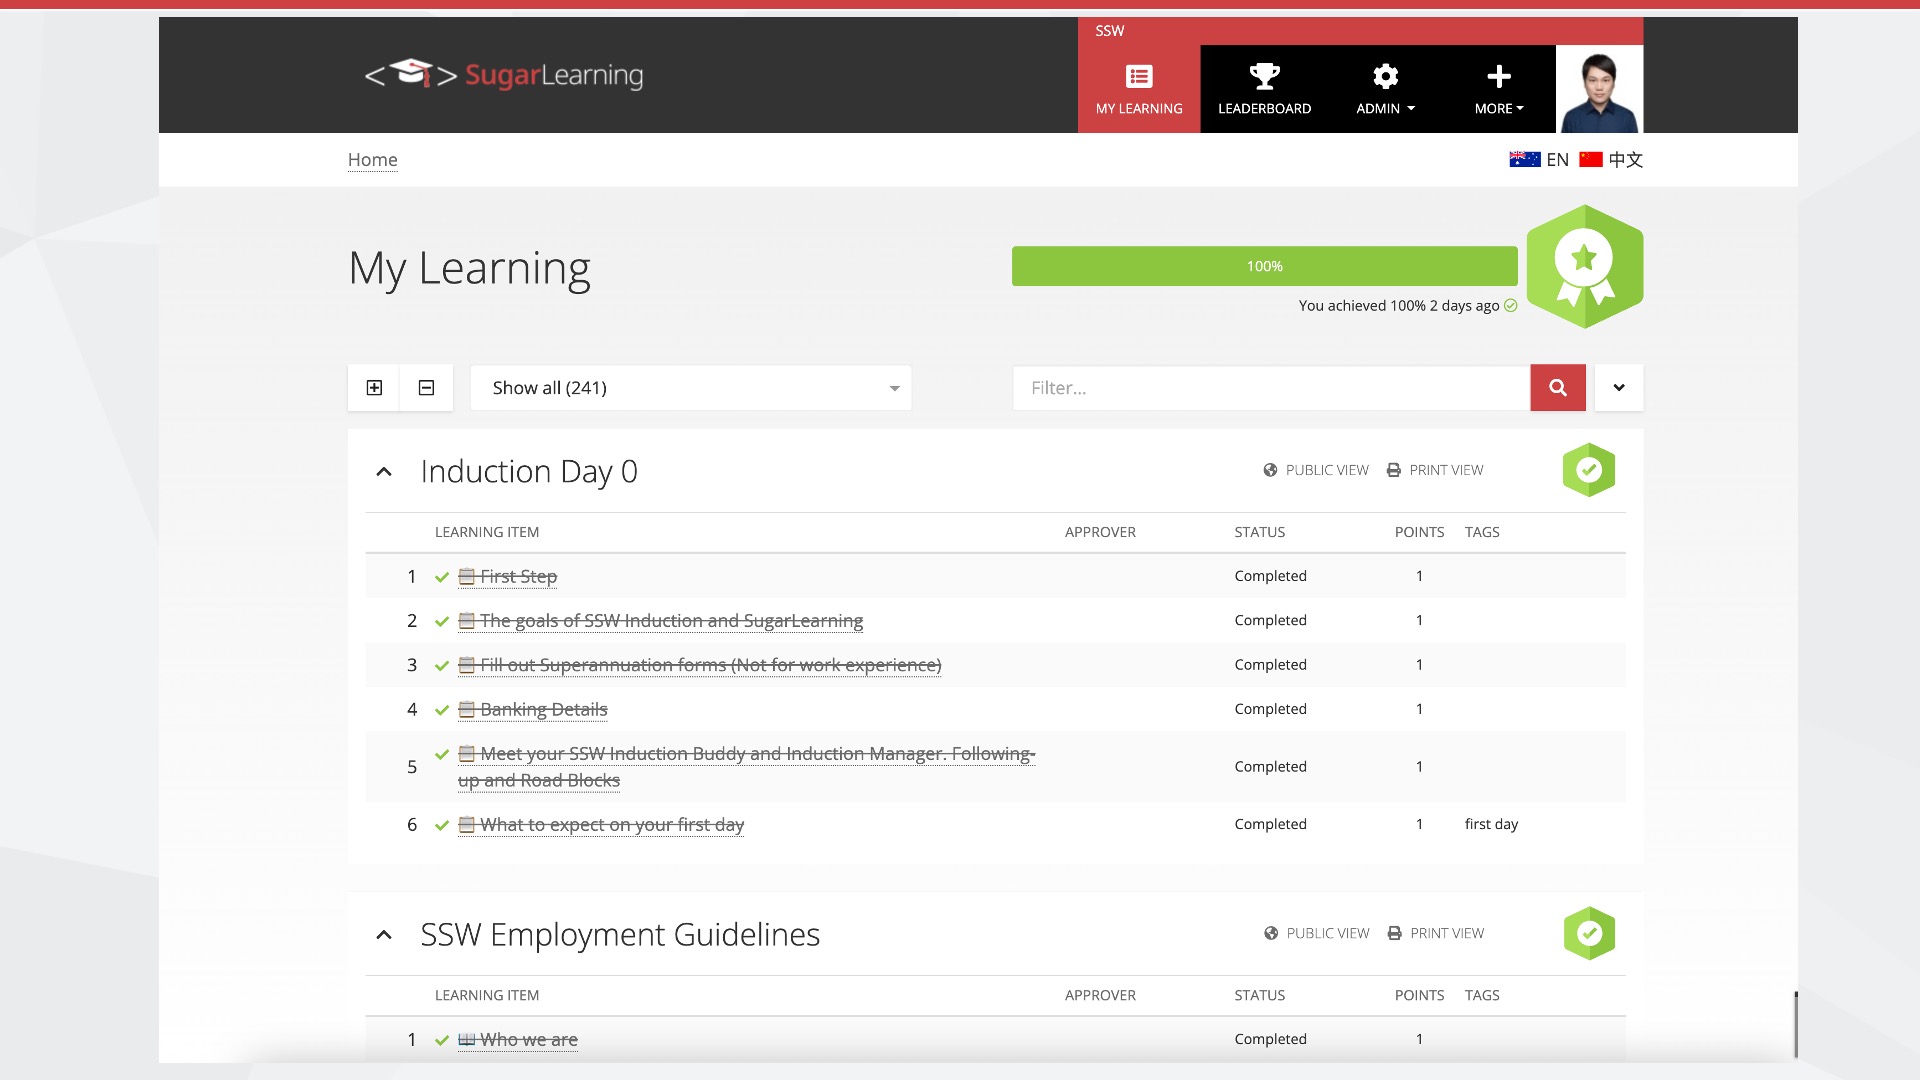 SSW
< > SugarLearning
MY LEARNING
LEADERBOARD
ADMIN
MORE
Home
EN
中文
My Learning
100%
You achieved 100% 2 days ago
Show all (241)
Filter...
Induction Day 0
PUBLIC VIEW
PRINT VIEW
LEARNING ITEM APPROVER STATUS POINTS TAGS
1 First Step Completed 1
2 The goals of SSW Induction and SugarLearning Completed 1
3 Fill out Superannuation forms (Not for work experience) Completed 1
4 Banking Details Completed 1
5 Meet your SSW Induction Buddy and Induction Manager. Following-
up and Road Blocks Completed 1
6 What to expect on your first day Completed 1 first day
SSW Employment Guidelines
PUBLIC VIEW
PRINT VIEW
LEARNING ITEM APPROVER STATUS POINTS TAGS
1 Who we are Completed 1